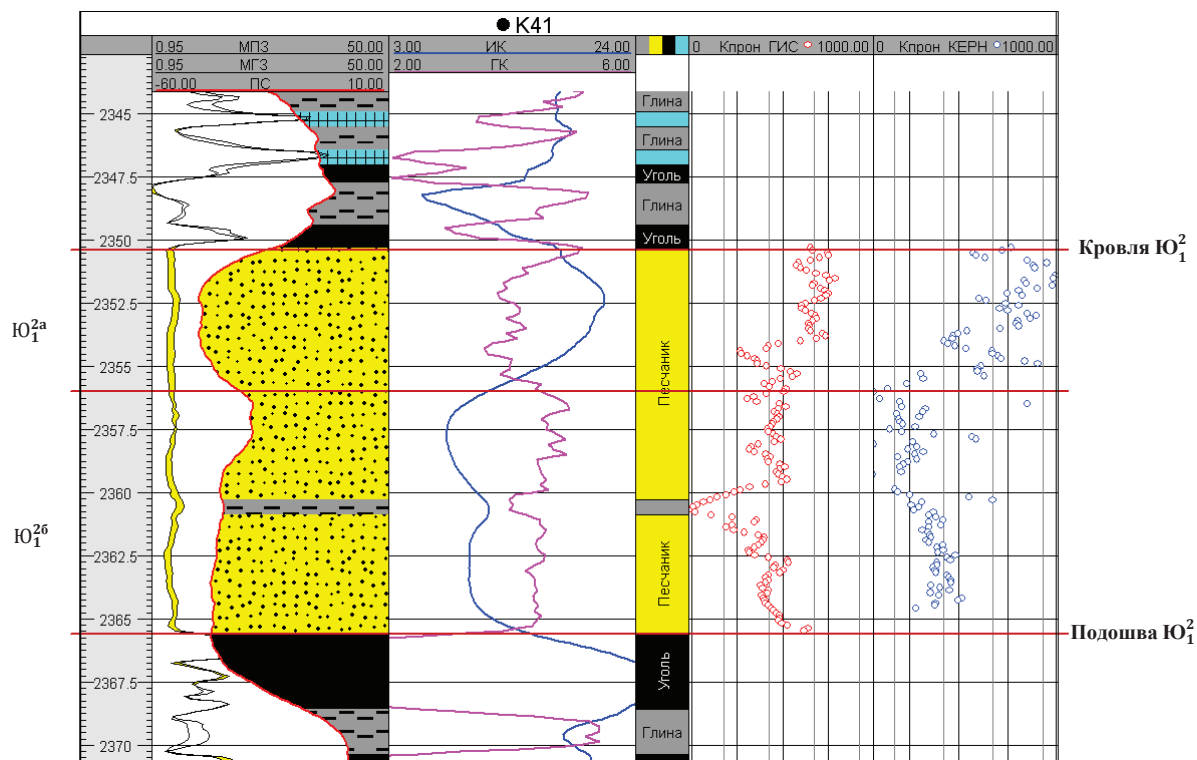 K41
0.95 МПЗ 50.00 3.00 ИК 24.00 0 Кпрон ГИС 1000.00 0 Кпрон КЕРН 1000.00
0.95 МГЗ 50.00 2.00 ГК 6.00
-60.00 ПС 10.00
Глина
2345
Глина
2347.5
Уголь
Глина
2350
Уголь
Кровля Ю₁²
2352.5
Ю₁²ᵃ
Песчаник
2355
2357.5
2360
Ю₁²ᵇ
2362.5
Песчаник
2365
Подошва Ю₁²
Уголь
2367.5
Глина
2370